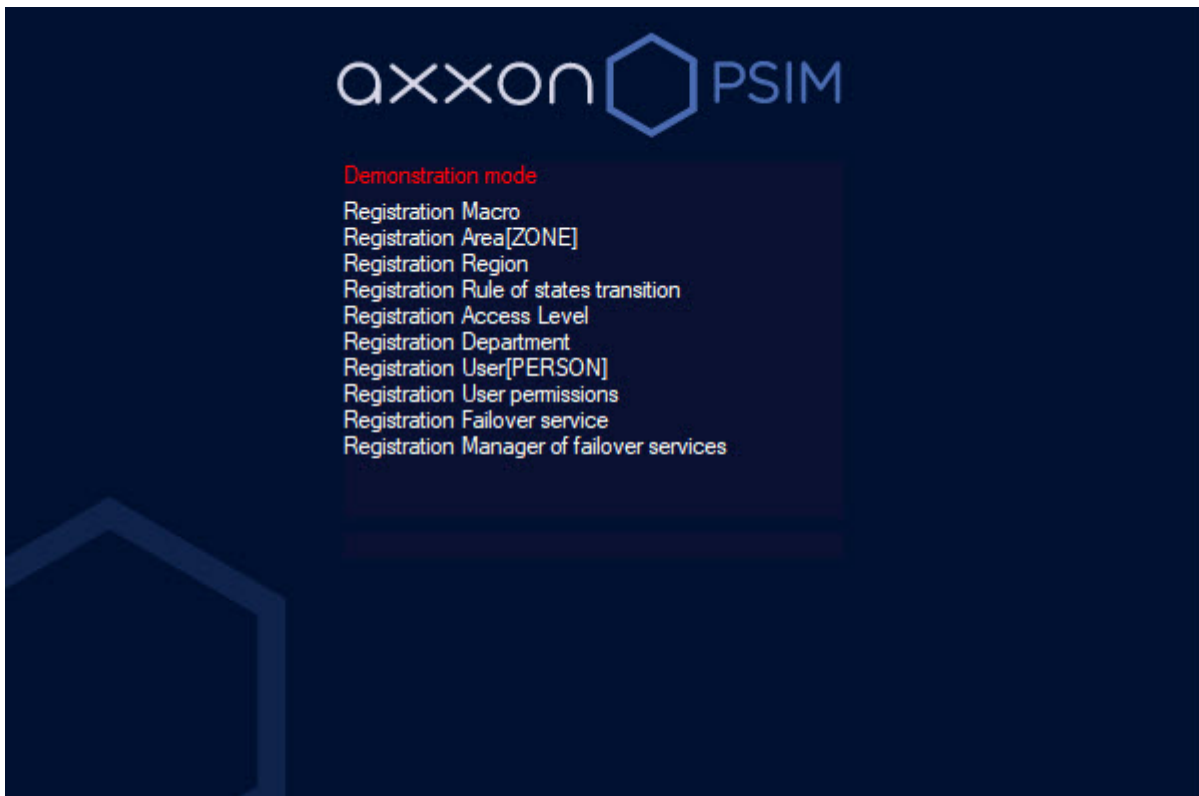 axxon PSIM
Demonstration mode
Registration Macro
Registration Area[ZONE]
Registration Region
Registration Rule of states transition
Registration Access Level
Registration Department
Registration User[PERSON]
Registration User permissions
Registration Failover service
Registration Manager of failover services